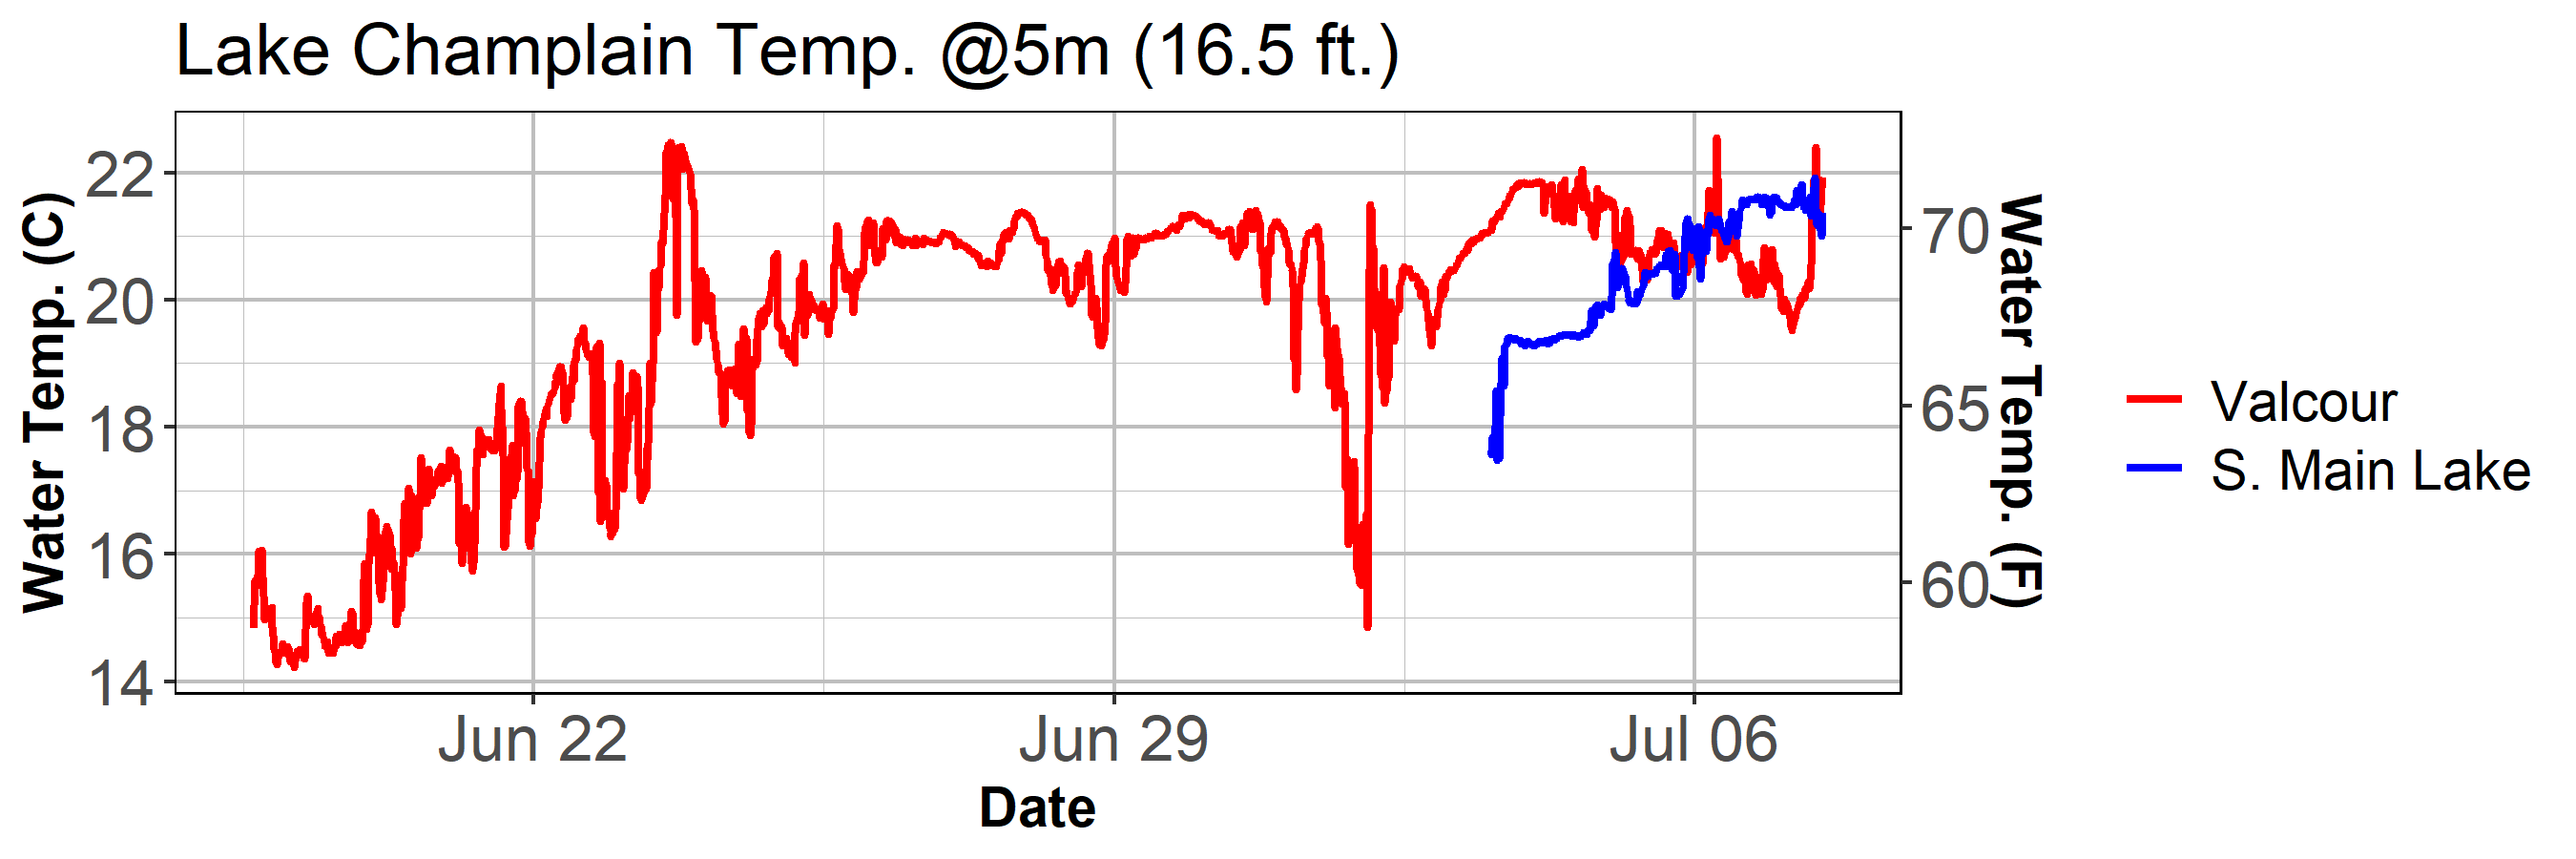 Lake Champlain Temp. @5m (16.5 ft.)
Water Temp. (C)
22
20
18
16
14
Jun 22
Jun 29
Jul 06
Date
70
65
60
Water Temp. (F)
Valcour
S. Main Lake